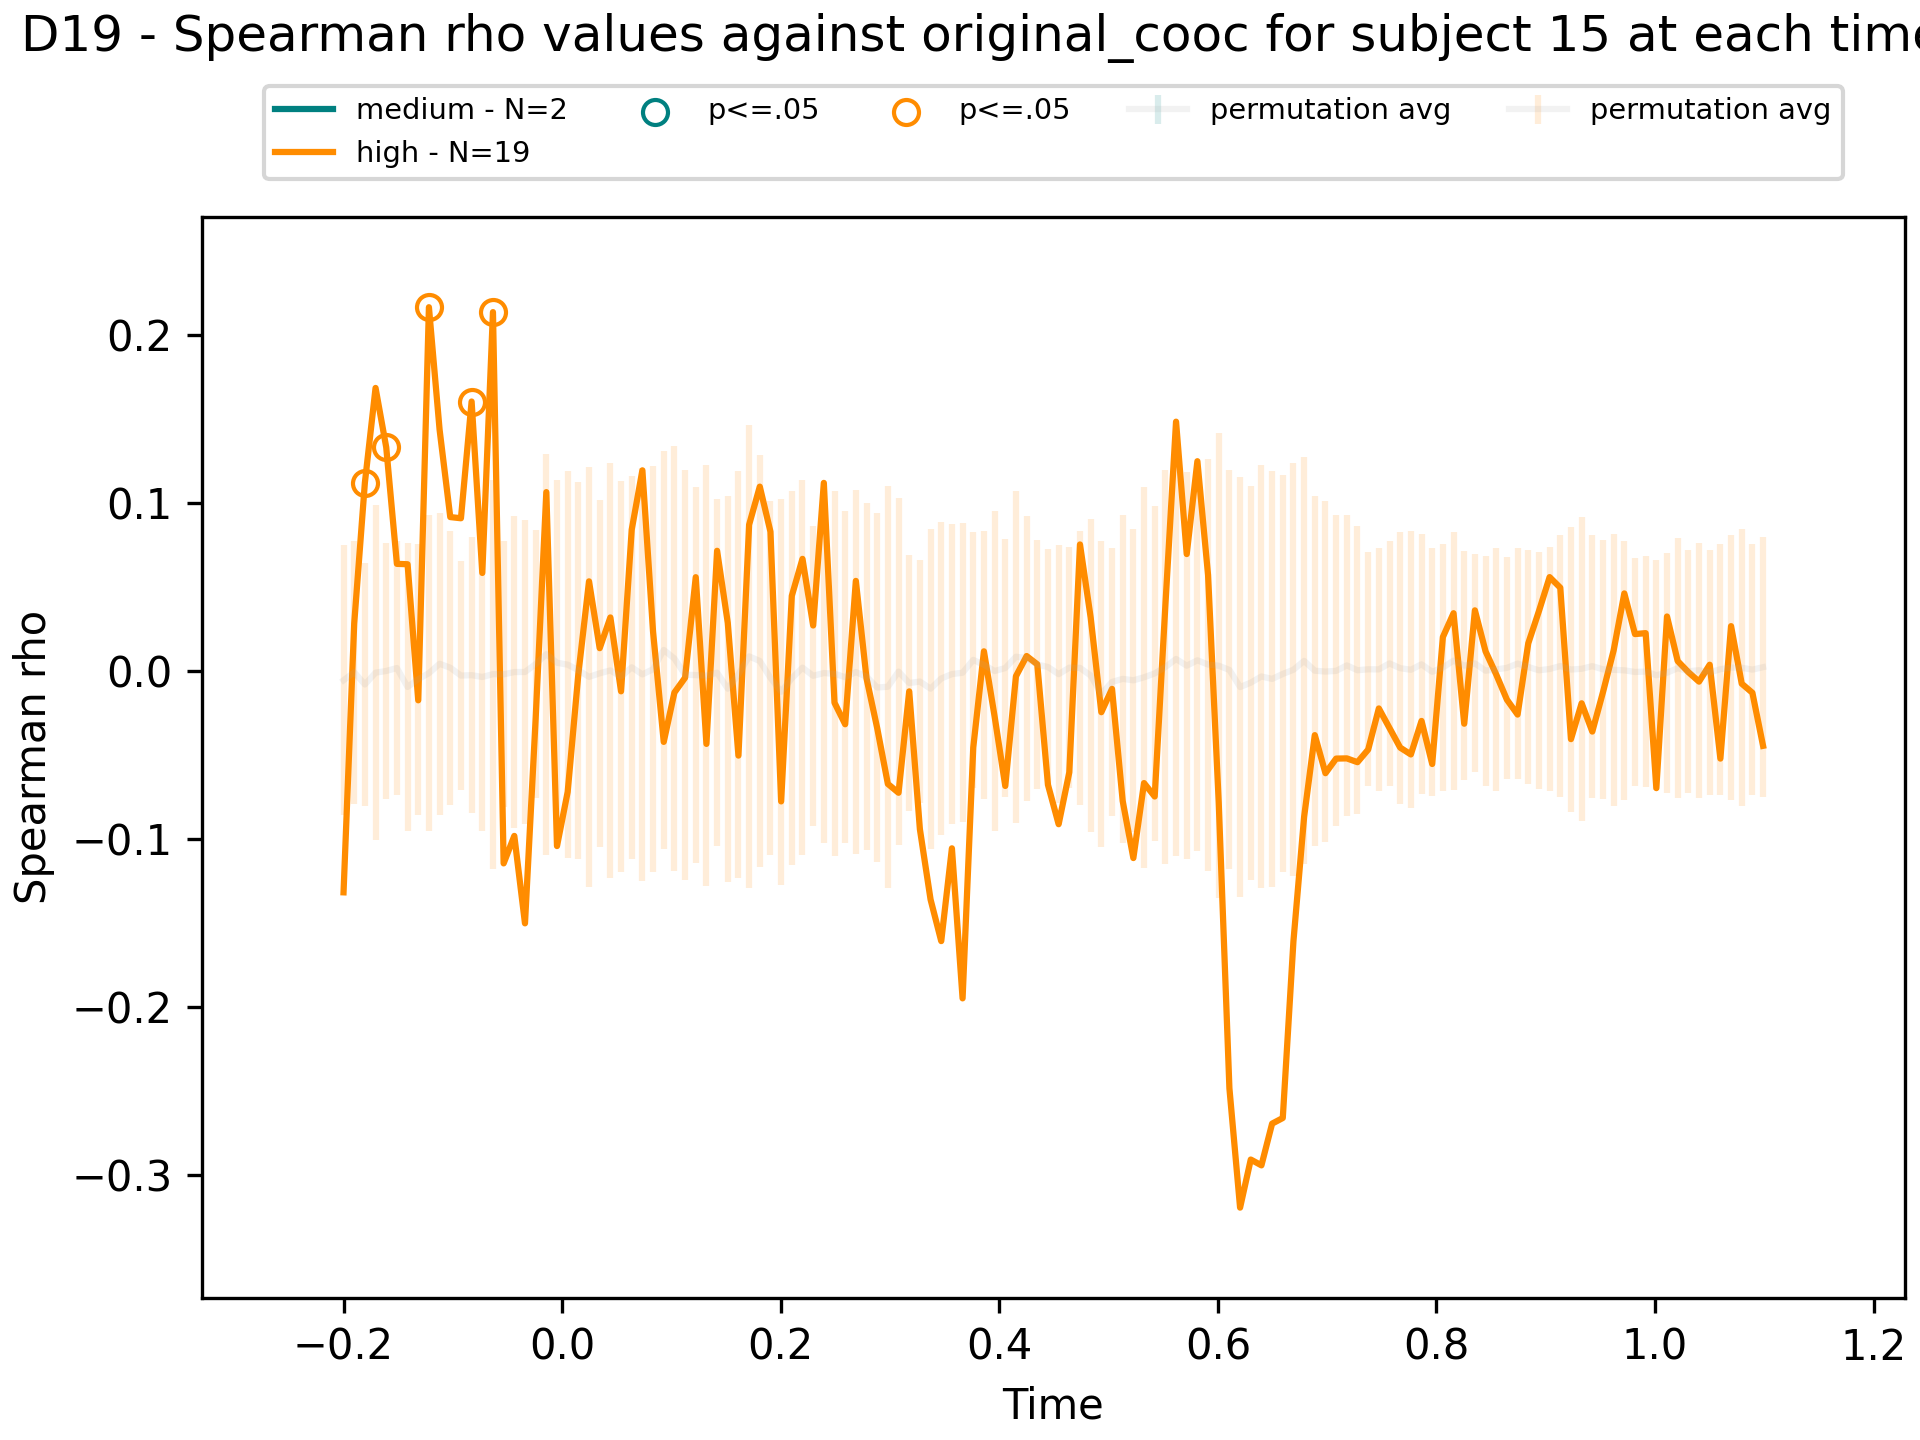 D19 - Spearman rho values against original_cooc for subject 15 at each time
medium - N=2
high - N=19
p<=.05
p<=.05
permutation avg
permutation avg
Spearman rho
0.2
0.1
0.0
−0.1
−0.2
−0.3
−0.2 0.0 0.2 0.4 0.6 0.8 1.0 1.2
Time